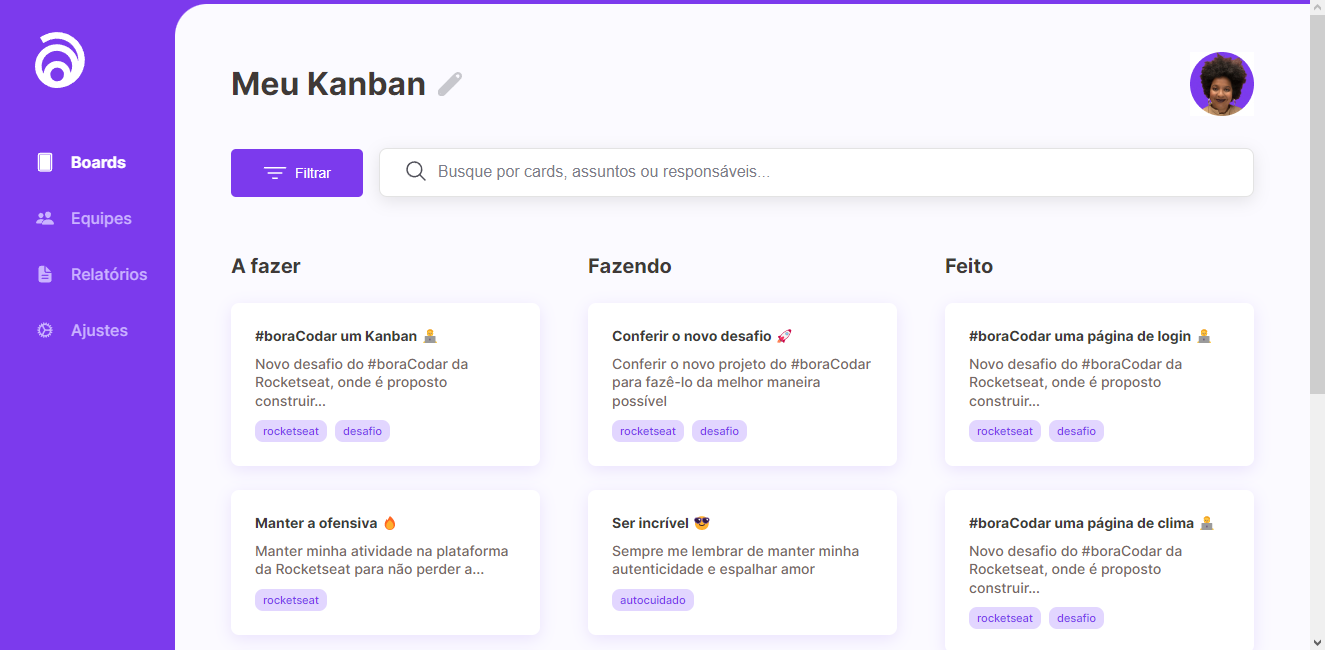 Meu Kanban
Boards
Equipes
Relatórios
Ajustes
Filtrar
Busque por cards, assuntos ou responsáveis...
A fazer
#boraCodar um Kanban 🧑‍💻
Novo desafio do #boraCodar da
Rocketseat, onde é proposto
construir...
rocketseat desafio
Manter a ofensiva 🔥
Manter minha atividade na plataforma
da Rocketseat para não perder a...
rocketseat
Fazendo
Conferir o novo desafio 🚀
Conferir o novo projeto do #boraCodar
para fazê-lo da melhor maneira
possível
rocketseat desafio
Ser incrível 😎
Sempre me lembrar de manter minha
autenticidade e espalhar amor
autocuidado
Feito
#boraCodar uma página de login 🧑‍💻
Novo desafio do #boraCodar da
Rocketseat, onde é proposto
construir...
rocketseat desafio
#boraCodar uma página de clima 🧑‍💻
Novo desafio do #boraCodar da
Rocketseat, onde é proposto
construir...
rocketseat desafio